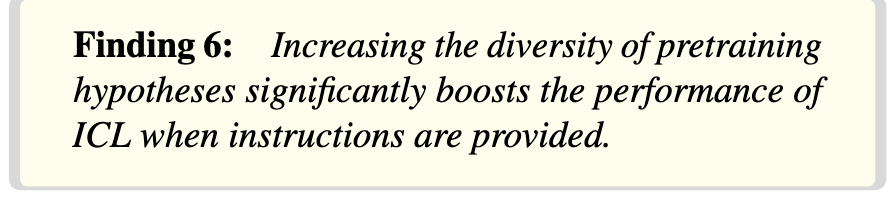 Finding 6: Increasing the diversity of pretraining
hypotheses significantly boosts the performance of
ICL when instructions are provided.